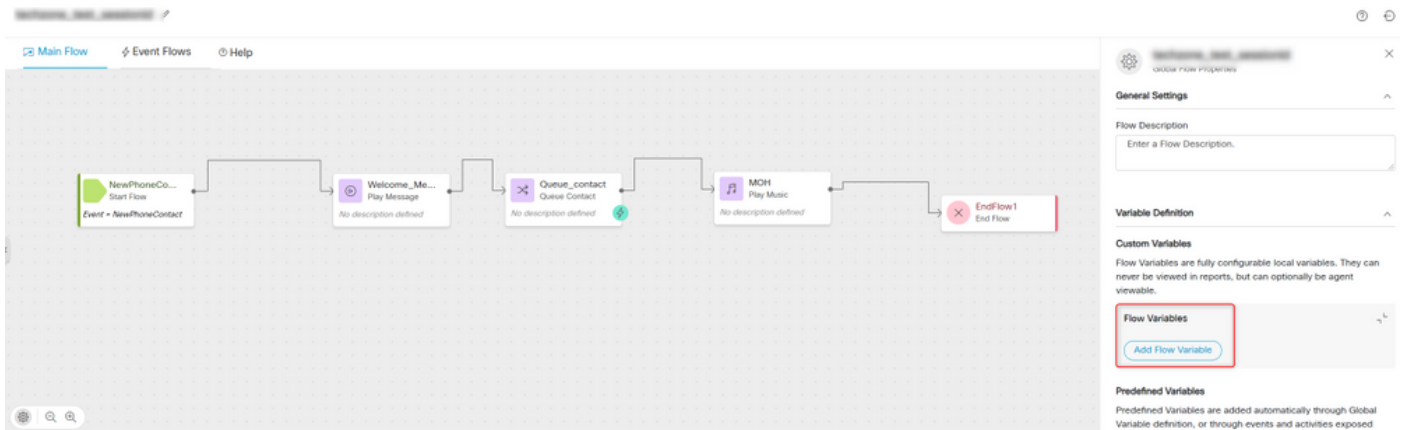 Main Flow
Event Flows
Help
NewPhoneCo...
Start Flow
Event = NewPhoneContact
Welcome_Me...
Play Message
No description defined
Queue_contact
Queue Contact
No description defined
MOH
Play Music
No description defined
EndFlow1
End Flow
Global Flow Properties
General Settings
Flow Description
Enter a Flow Description.
Variable Definition
Custom Variables
Flow Variables are fully configurable local variables. They can
never be viewed in reports, but can optionally be agent
viewable.
Flow Variables
Add Flow Variable
Predefined Variables
Predefined Variables are added automatically through Global
Variable definition, or through events and activities exposed